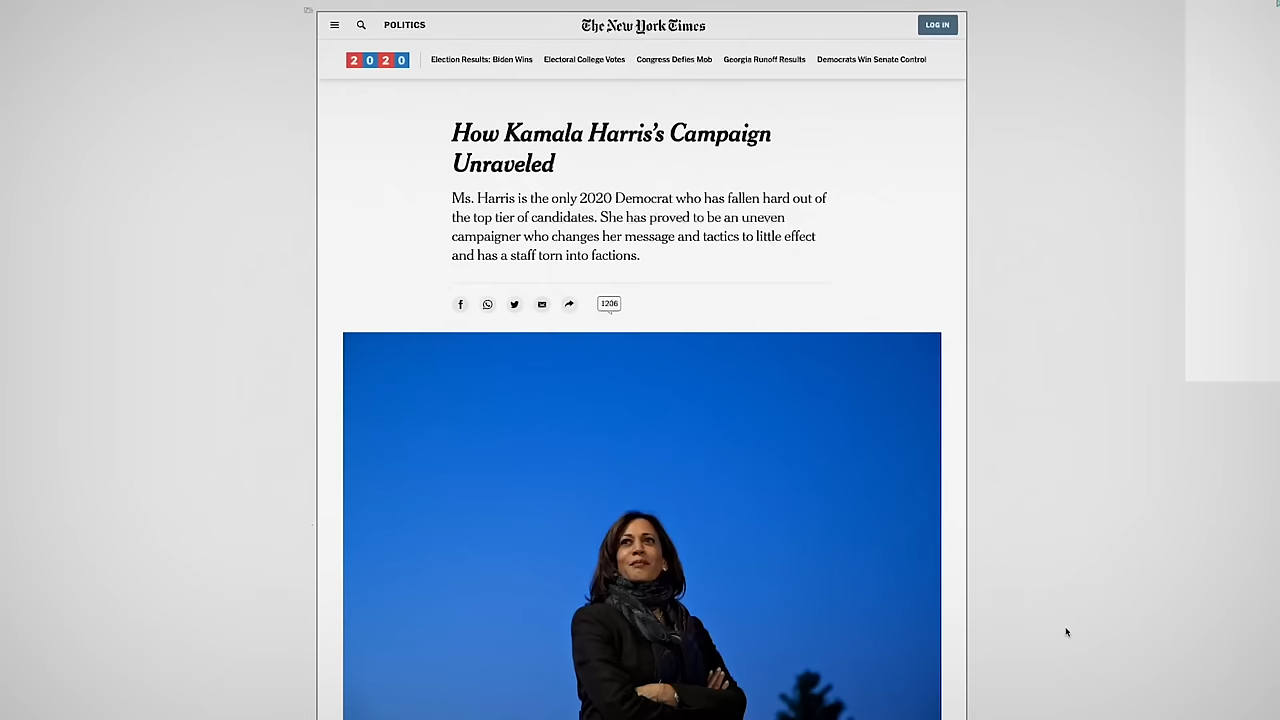 POLITICS
The New York Times
LOG IN
2020
Election Results: Biden Wins
Electoral College Votes
Congress Defies Mob
Georgia Runoff Results
Democrats Win Senate Control
How Kamala Harris's Campaign
Unraveled
Ms. Harris is the only 2020 Democrat who has fallen hard out of
the top tier of candidates. She has proved to be an uneven
campaigner who changes her message and tactics to little effect
and has a staff torn into factions.
1206